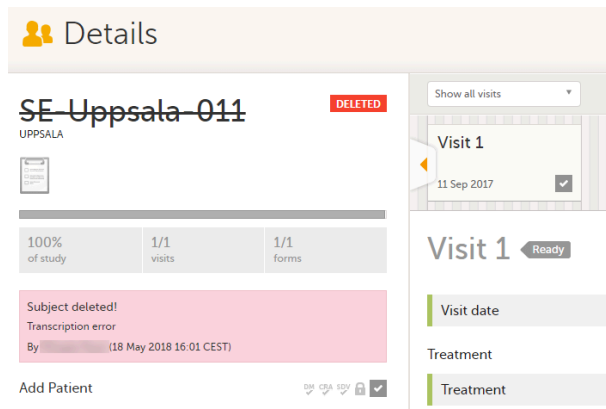 Details
SE-Uppsala-011
DELETED
UPPSALA
100%
of study
1/1
visits
1/1
forms
Subject deleted!
Transcription error
By (18 May 2018 16:01 CEST)
Add Patient
DM CRA SDV
Show all visits
Visit 1
11 Sep 2017
Visit 1 Ready
Visit date
Treatment
Treatment